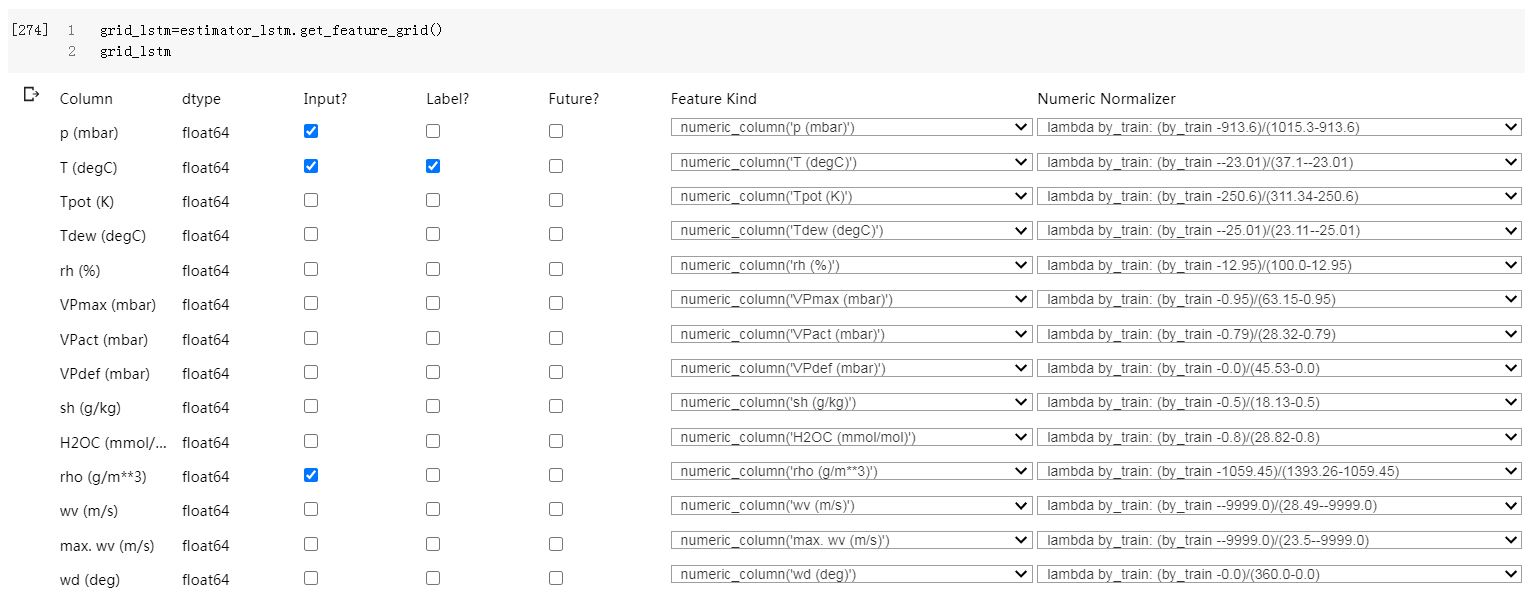 [274] 1 grid_lstm=estimator_lstm.get_feature_grid()
2 grid_lstm
Column dtype Input? Label? Future? Feature Kind Numeric Normalizer
p (mbar) float64 numeric_column('p (mbar)') lambda by_train: (by_train -913.6)/(1015.3-913.6)
T (degC) float64 numeric_column('T (degC)') lambda by_train: (by_train --23.01)/(37.1--23.01)
Tpot (K) float64 numeric_column('Tpot (K)') lambda by_train: (by_train -250.6)/(311.34-250.6)
Tdew (degC) float64 numeric_column('Tdew (degC)') lambda by_train: (by_train --25.01)/(23.11--25.01)
rh (%) float64 numeric_column('rh (%)') lambda by_train: (by_train -12.95)/(100.0-12.95)
VPmax (mbar) float64 numeric_column('VPmax (mbar)') lambda by_train: (by_train -0.95)/(63.15-0.95)
VPact (mbar) float64 numeric_column('VPact (mbar)') lambda by_train: (by_train -0.79)/(28.32-0.79)
VPdef (mbar) float64 numeric_column('VPdef (mbar)') lambda by_train: (by_train -0.0)/(45.53-0.0)
sh (g/kg) float64 numeric_column('sh (g/kg)') lambda by_train: (by_train -0.5)/(18.13-0.5)
H2OC (mmol/... float64 numeric_column('H2OC (mmol/mol)') lambda by_train: (by_train -0.8)/(28.82-0.8)
rho (g/m**3) float64 numeric_column('rho (g/m**3)') lambda by_train: (by_train -1059.45)/(1393.26-1059.45)
wv (m/s) float64 numeric_column('wv (m/s)') lambda by_train: (by_train --9999.0)/(28.49--9999.0)
max. wv (m/s) float64 numeric_column('max. wv (m/s)') lambda by_train: (by_train --9999.0)/(23.5--9999.0)
wd (deg) float64 numeric_column('wd (deg)') lambda by_train: (by_train -0.0)/(360.0-0.0)